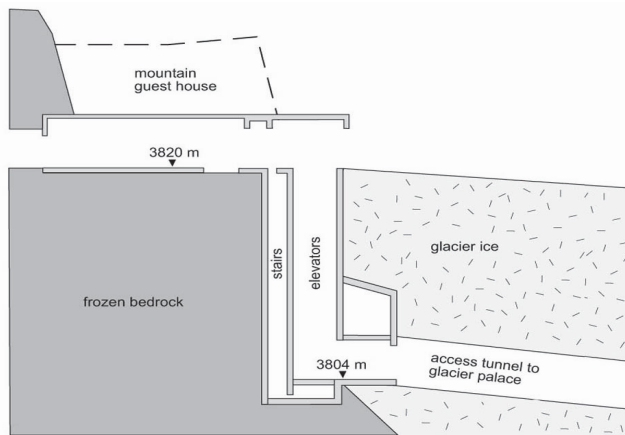 mountain
guest house
3820 m
stairs
elevators
glacier ice
frozen bedrock
3804 m
access tunnel to
glacier palace